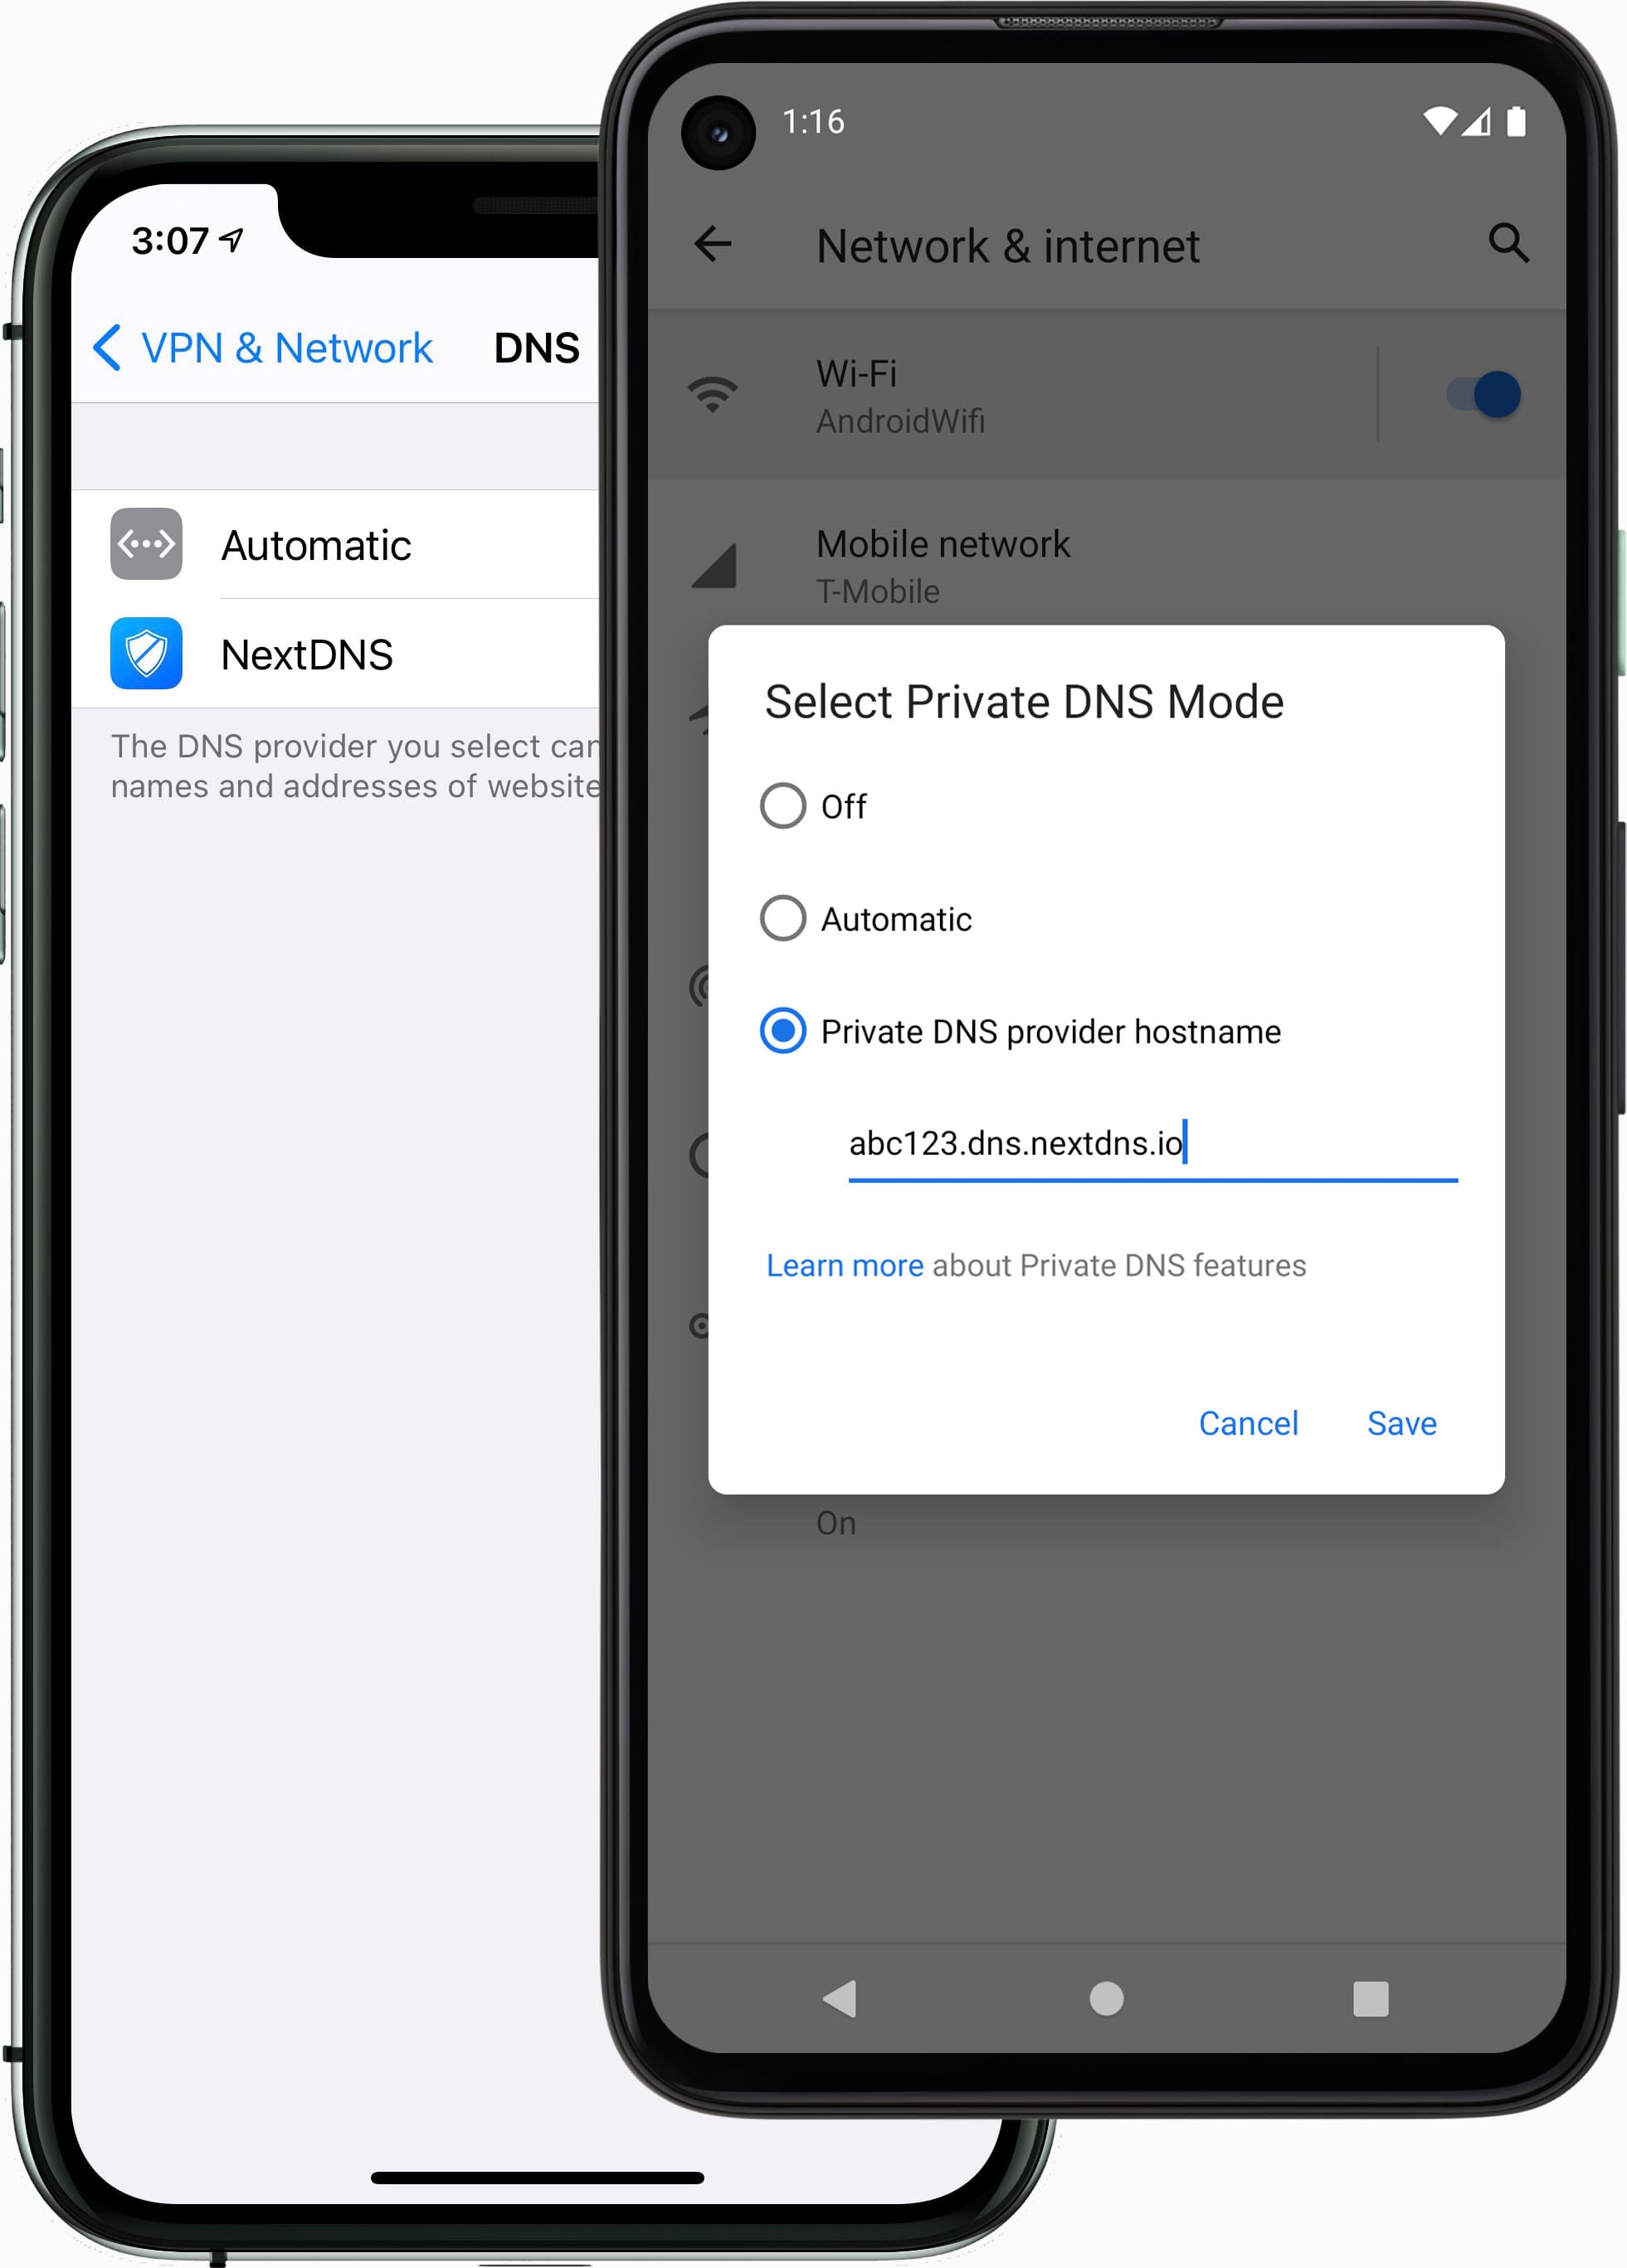 3:07
VPN & Network
DNS
Automatic
NextDNS
The DNS provider you select can
names and addresses of website
1:16
Network & internet
Wi-Fi
AndroidWifi
Mobile network
T-Mobile
Select Private DNS Mode
Off
Automatic
Private DNS provider hostname
abc123.dns.nextdns.io
Learn more about Private DNS features
Cancel Save
On